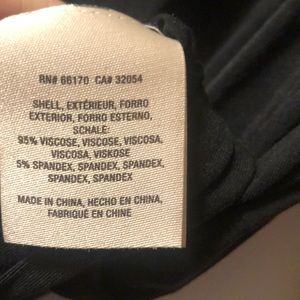 RN# 66170 CA# 32054
SHELL, EXTÉRIEUR, FORRO
EXTERIOR, FORRO ESTERNO,
SCHALE:
95% VISCOSE, VISCOSE, VISCOSA,
VISCOSA, VISKOSE
5% SPANDEX, SPANDEX, SPANDEX,
SPANDEX, SPANDEX
MADE IN CHINA, HECHO EN CHINA,
FABRIQUÉ EN CHINE